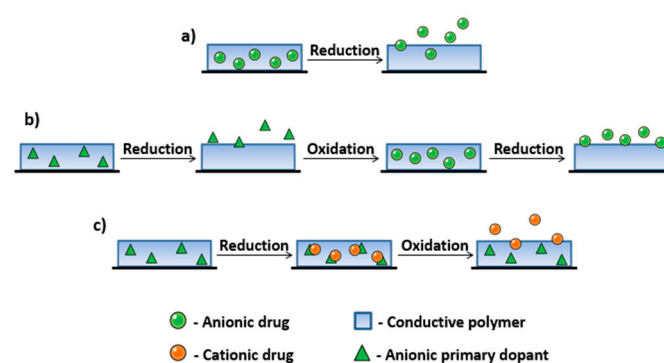 a)
Reduction
b)
Reduction Oxidation Reduction
c)
Reduction Oxidation
- Anionic drug - Conductive polymer
- Cationic drug - Anionic primary dopant